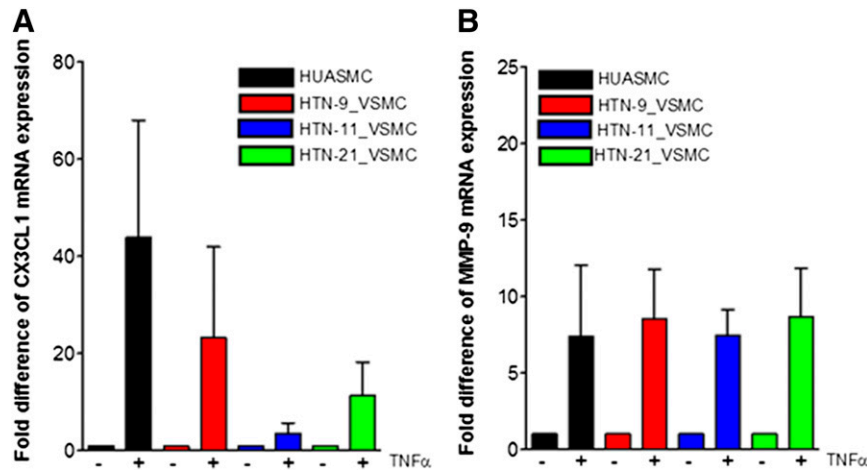 A
Fold difference of CX3CL1 mRNA expression
80
60
40
20
0
HUASMC
HTN-9_VSMC
HTN-11_VSMC
HTN-21_VSMC
- + - + - + - +
B
Fold difference of MMP-9 mRNA expression
25
20
15
10
5
0
HUASMC
HTN-9_VSMC
HTN-11_VSMC
HTN-21_VSMC
- + - + - + - +
TNFα
TNFα